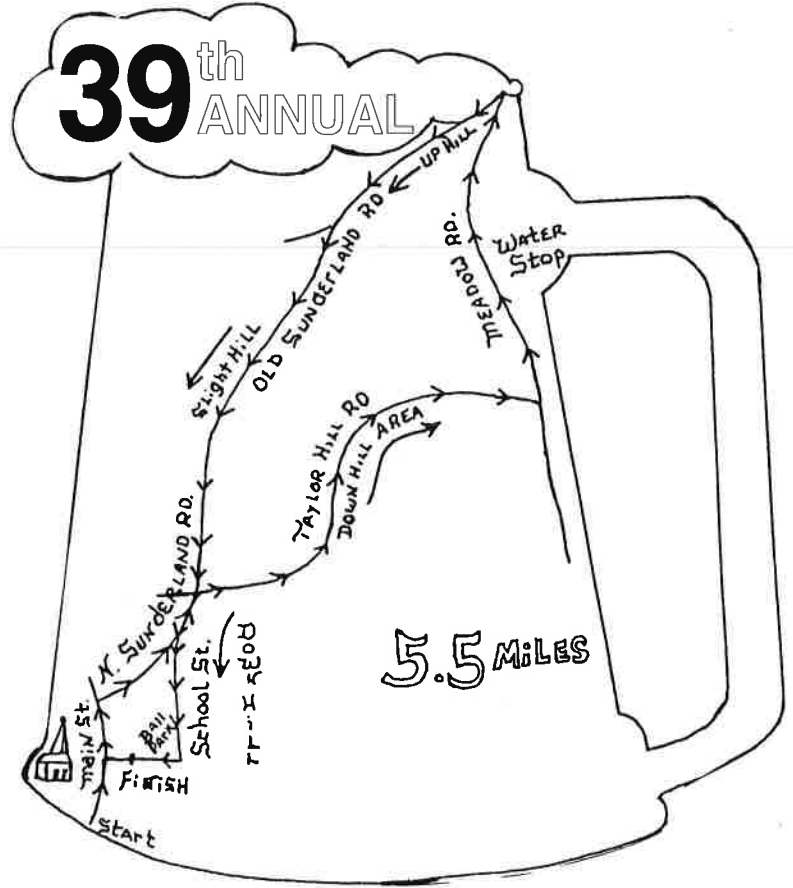 39th
ANNUAL
UP HILL
OLD SUNDERLAND RD
MEADOW RD.
WATER
STOP
SLIGHT HILL
TAYLOR HILL RD
DOWN HILL AREA
N. SUNDERLAND RD.
School St.
5.5 MILES
MAIN ST.
BALL
PARK
FINISH
START